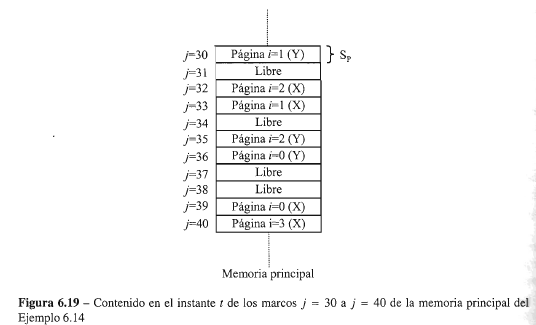 j=30 Página i=1 (Y) } Sp
j=31 Libre
j=32 Página i=2 (X)
j=33 Página i=1 (X)
j=34 Libre
j=35 Página i=2 (Y)
j=36 Página i=0 (Y)
j=37 Libre
j=38 Libre
j=39 Página i=0 (X)
j=40 Página i=3 (X)
Memoria principal
Figura 6.19 – Contenido en el instante t de los marcos j = 30 a j = 40 de la memoria principal del
Ejemplo 6.14